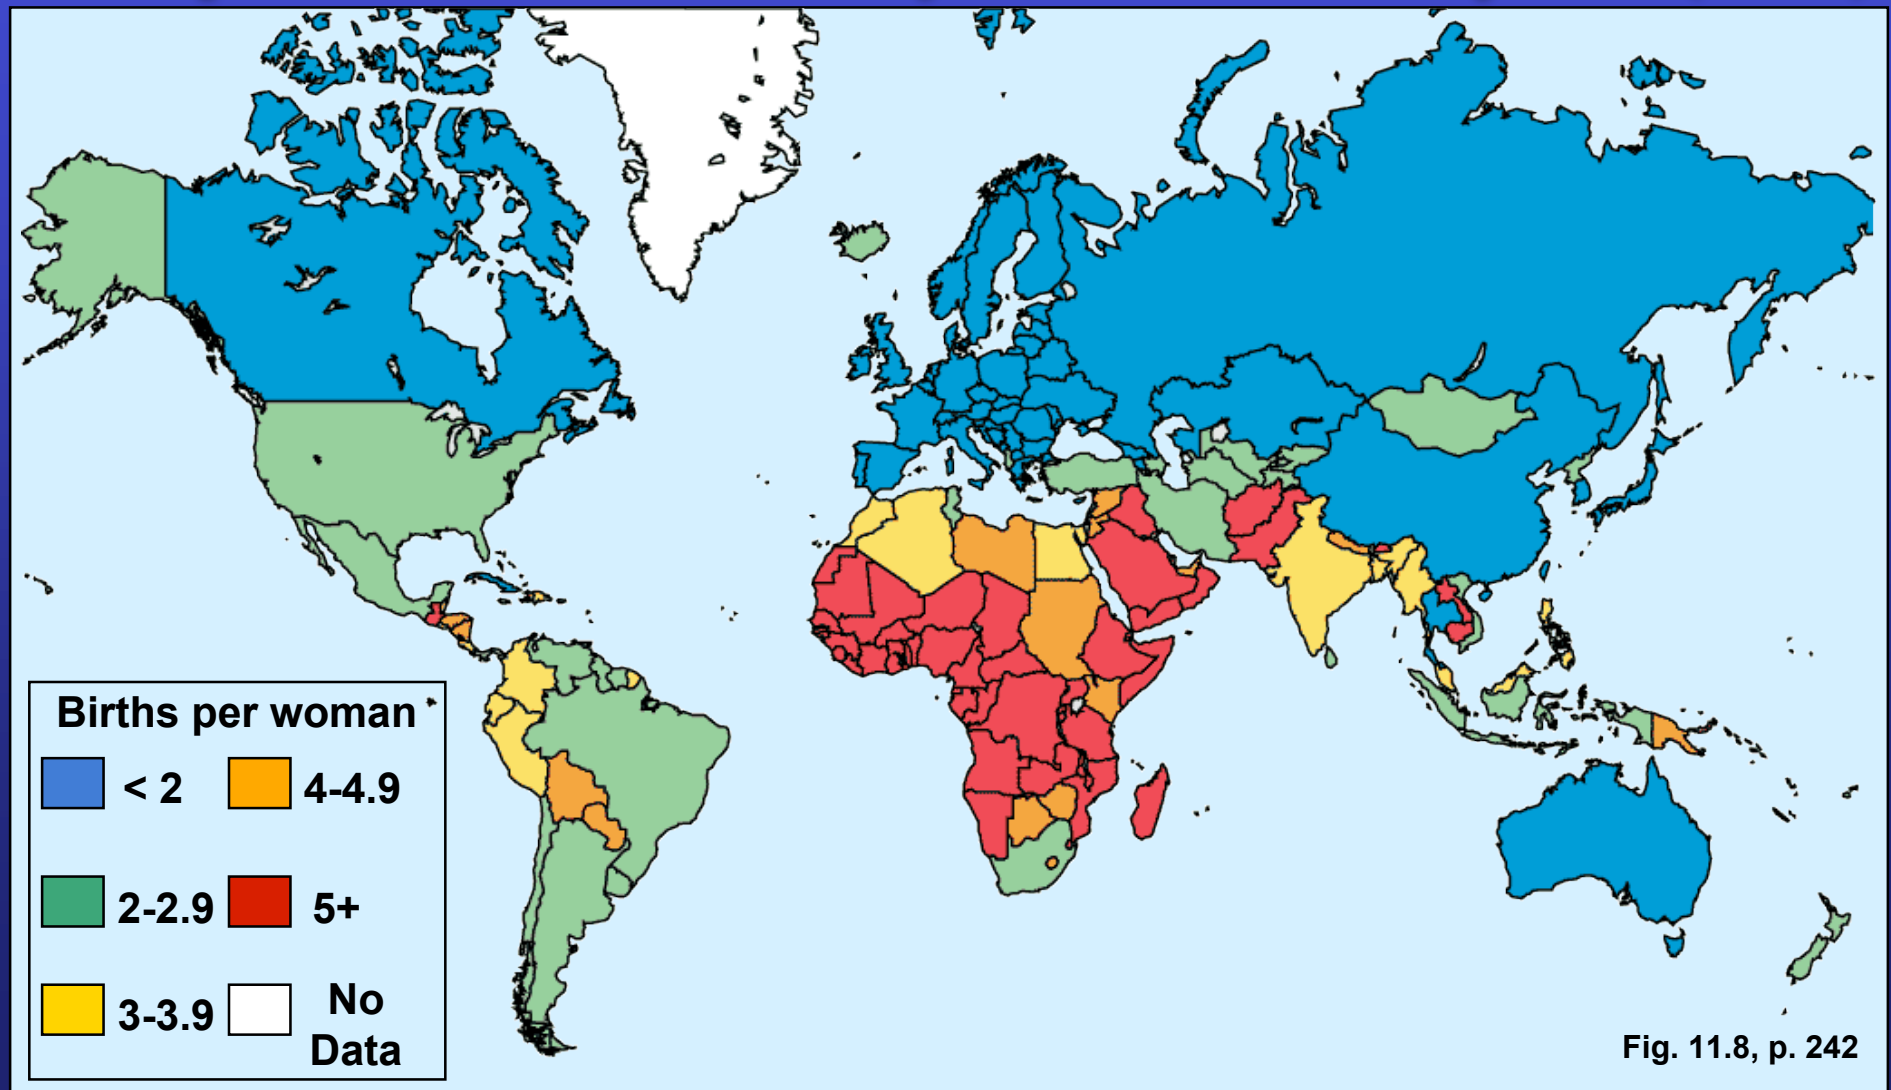 Births per woman
< 2 4-4.9
2-2.9 5+
3-3.9 No
Data
Fig. 11.8, p. 242